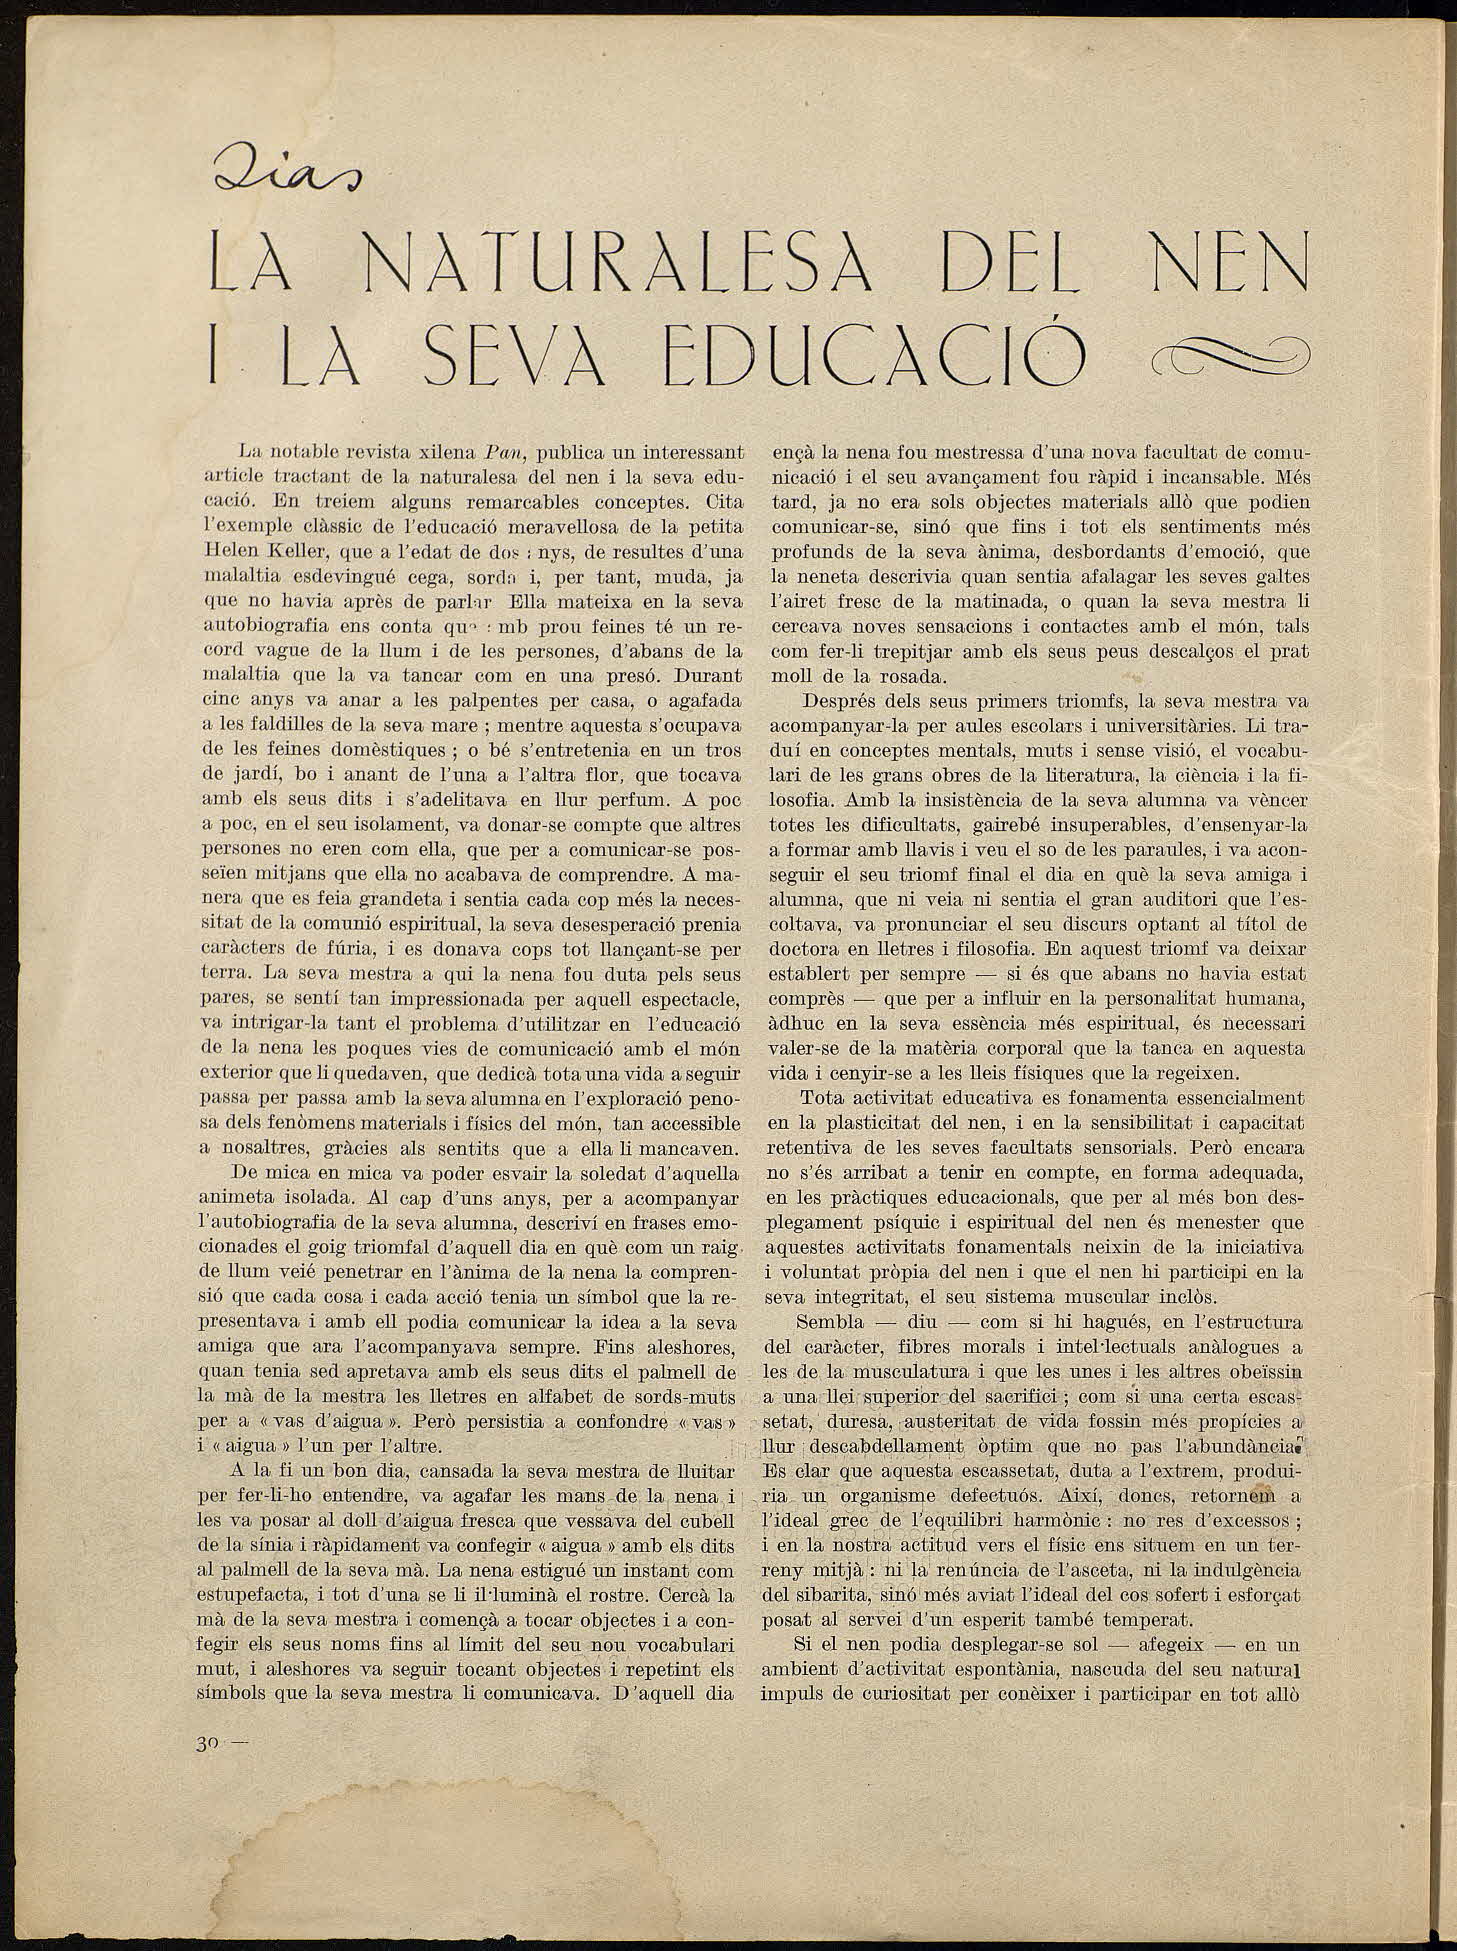 Dias
LA NATURALESA DEL NEN
I LA SEVA EDUCACIÓ
La notable revista xilena Pan, publica un interessant
article tractant de la naturalesa del nen i la seva edu-
cació. En treiem alguns remarcables conceptes. Cita
l'exemple clàssic de l'educació meravellosa de la petita
Helen Keller, que a l'edat de dos nys, de resultes d'una
malaltia esdevingué cega, sorda i, per tant, muda, ja
que no havia après de parlar Ella mateixa en la seva
autobiografia ens conta que mb prou feines té un re-
cord vague de la llum i de les persones, d'abans de la
malaltia que la va tancar com en una presó. Durant
cinc anys va anar a les palpentes per casa, o agafada
a les faldilles de la seva mare ; mentre aquesta s'ocupava
de les feines domèstiques ; o bé s'entretenia en un tros
de jardí, bo i anant de l'una a l'altra flor, que tocava
amb els seus dits i s'adelitava en llur perfum. A poc
a poc, en el seu isolament, va donar-se compte que altres
persones no eren com ella, que per a comunicar-se pos-
seïen mitjans que ella no acabava de comprendre. A ma-
nera que es feia grandeta i sentia cada cop més la neces-
sitat de la comunió espiritual, la seva desesperació prenia
caràcters de fúria, i es donava cops tot llançant-se per
terra. La seva mestra a qui la nena fou duta pels seus
pares, se sentí tan impressionada per aquell espectacle,
va intrigar-la tant el problema d'utilitzar en l'educació
de la nena les poques vies de comunicació amb el món
exterior que li quedaven, que dedicà tota una vida a seguir
passa per passa amb la seva alumna en l'exploració peno-
sa dels fenòmens materials i físics del món, tan accessible
a nosaltres, gràcies als sentits que a ella li mancaven.
De mica en mica va poder esvair la soledat d'aquella
animeta isolada. Al cap d'uns anys, per a acompanyar
l'autobiografia de la seva alumna, descriví en frases emo-
cionades el goig triomfal d'aquell dia en què com un raig
de llum veié penetrar en l'ànima de la nena la compren-
sió que cada cosa i cada acció tenia un símbol que la re-
presentava i amb ell podia comunicar la idea a la seva
amiga que ara l'acompanyava sempre. Fins aleshores,
quan tenia sed apretava amb els seus dits el palmell de
la mà de la mestra les lletres en alfabet de sords-muts
per a « vas d'aigua ». Però persistia a confondre « vas »
i « aigua » l'un per l'altre.
A la fi un bon dia, cansada la seva mestra de lluitar
per fer-li-ho entendre, va agafar les mans de la nena i
les va posar al doll d'aigua fresca que vessava del cubell
de la sínia i ràpidament va confegir « aigua » amb els dits
al palmell de la seva mà. La nena estigué un instant com
estupefacta, i tot d'una se li il·luminà el rostre. Cercà la
mà de la seva mestra i començà a tocar objectes i a con-
fegir els seus noms fins al límit del seu nou vocabulari
mut, i aleshores va seguir tocant objectes i repetint els
símbols que la seva mestra li comunicava. D'aquell dia
ençà la nena fou mestressa d'una nova facultat de comu-
nicació i el seu avançament fou ràpid i incansable. Més
tard, ja no era sols objectes materials allò que podien
comunicar-se, sinó que fins i tot els sentiments més
profunds de la seva ànima, desbordants d'emoció, que
la neneta descrivia quan sentia afalagar les seves galtes
l'airet fresc de la matinada, o quan la seva mestra li
cercava noves sensacions i contactes amb el món, tals
com fer-li trepitjar amb els seus peus descalços el prat
moll de la rosada.
Després dels seus primers triomfs, la seva mestra va
acompanyar-la per aules escolars i universitàries. Li tra-
duí en conceptes mentals, muts i sense visió, el vocabu-
lari de les grans obres de la literatura, la ciència i la fi-
losofia. Amb la insistència de la seva alumna va vèncer
totes les dificultats, gairebé insuperables, d'ensenyar-la
a formar amb llavis i veu el so de les paraules, i va acon-
seguir el seu triomf final el dia en què la seva amiga i
alumna, que ni veia ni sentia el gran auditori que l'es-
coltava, va pronunciar el seu discurs optant al títol de
doctora en lletres i filosofia. En aquest triomf va deixar
establert per sempre — si és que abans no havia estat
comprès — que per a influir en la personalitat humana,
àdhuc en la seva essència més espiritual, és necessari
valer-se de la matèria corporal que la tanca en aquesta
vida i cenyir-se a les lleis físiques que la regeixen.
Tota activitat educativa es fonamenta essencialment
en la plasticitat del nen, i en la sensibilitat i capacitat
retentiva de les seves facultats sensorials. Però encara
no s'és arribat a tenir en compte, en forma adequada,
en les pràctiques educacionals, que per al més bon des-
plegament psíquic i espiritual del nen és menester que
aquestes activitats fonamentals neixin de la iniciativa
i voluntat pròpia del nen i que el nen hi participi en la
seva integritat, el seu sistema muscular inclòs.
Sembla — diu — com si hi hagués, en l'estructura
del caràcter, fibres morals i intel·lectuals anàlogues a
les de la musculatura i que les unes i les altres obeïssin
a una llei superior del sacrifici ; com si una certa escas-
setat, duresa, austeritat de vida fossin més propícies a
llur descabdellament òptim que no pas l'abundància.
Es clar que aquesta escassetat, duta a l'extrem, produi-
ria un organisme defectuós. Així, doncs, retornem a
l'ideal grec de l'equilibri harmònic : no res d'excessos ;
i en la nostra actitud vers el físic ens situem en un ter-
reny mitjà : ni la renúncia de l'asceta, ni la indulgència
del sibarita, sinó més aviat l'ideal del cos sofert i esforçat
posat al servei d'un esperit també temperat.
Si el nen podia desplegar-se sol — afegeix — en un
ambient d'activitat espontània, nascuda del seu natural
impuls de curiositat per conèixer i participar en tot allò
30 —